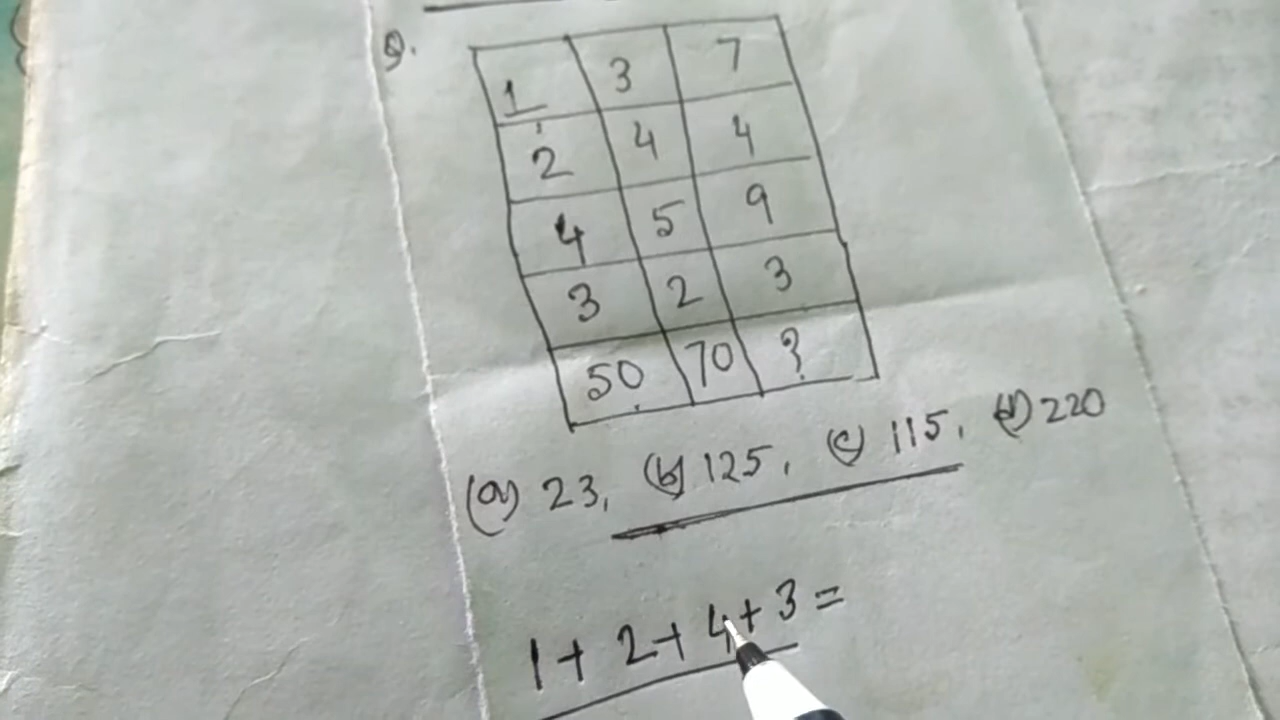 Q.
1 3 7
2 4 4
4 5 9
3 2 3
50 70 ?
(a) 23, (b) 125, (c) 115, (d) 220
1 + 2 + 4 + 3 =